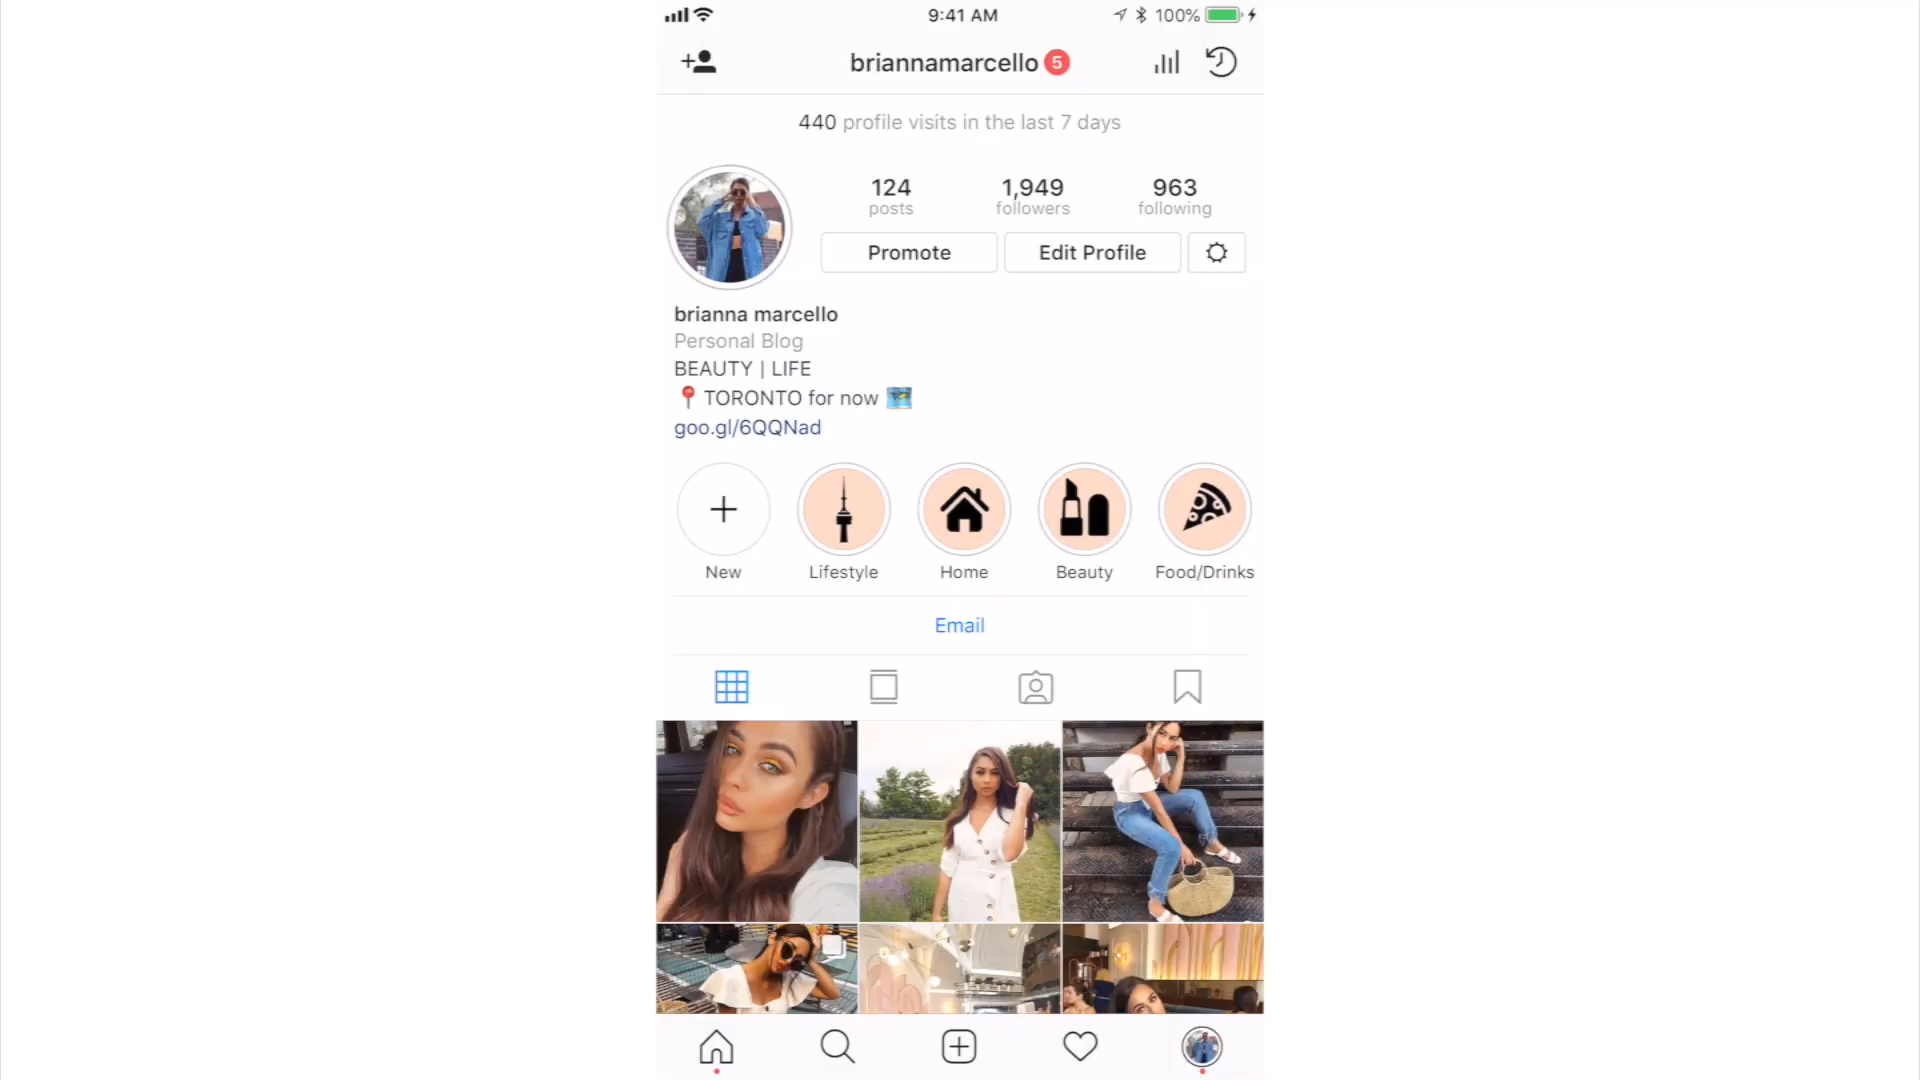 9:41 AM
100%
briannamarcello 5
440 profile visits in the last 7 days
124 1,949 963
posts followers following
Promote Edit Profile
brianna marcello
Personal Blog
BEAUTY | LIFE
📍 TORONTO for now 🗺️
goo.gl/6QQNad
New Lifestyle Home Beauty Food/Drinks
Email